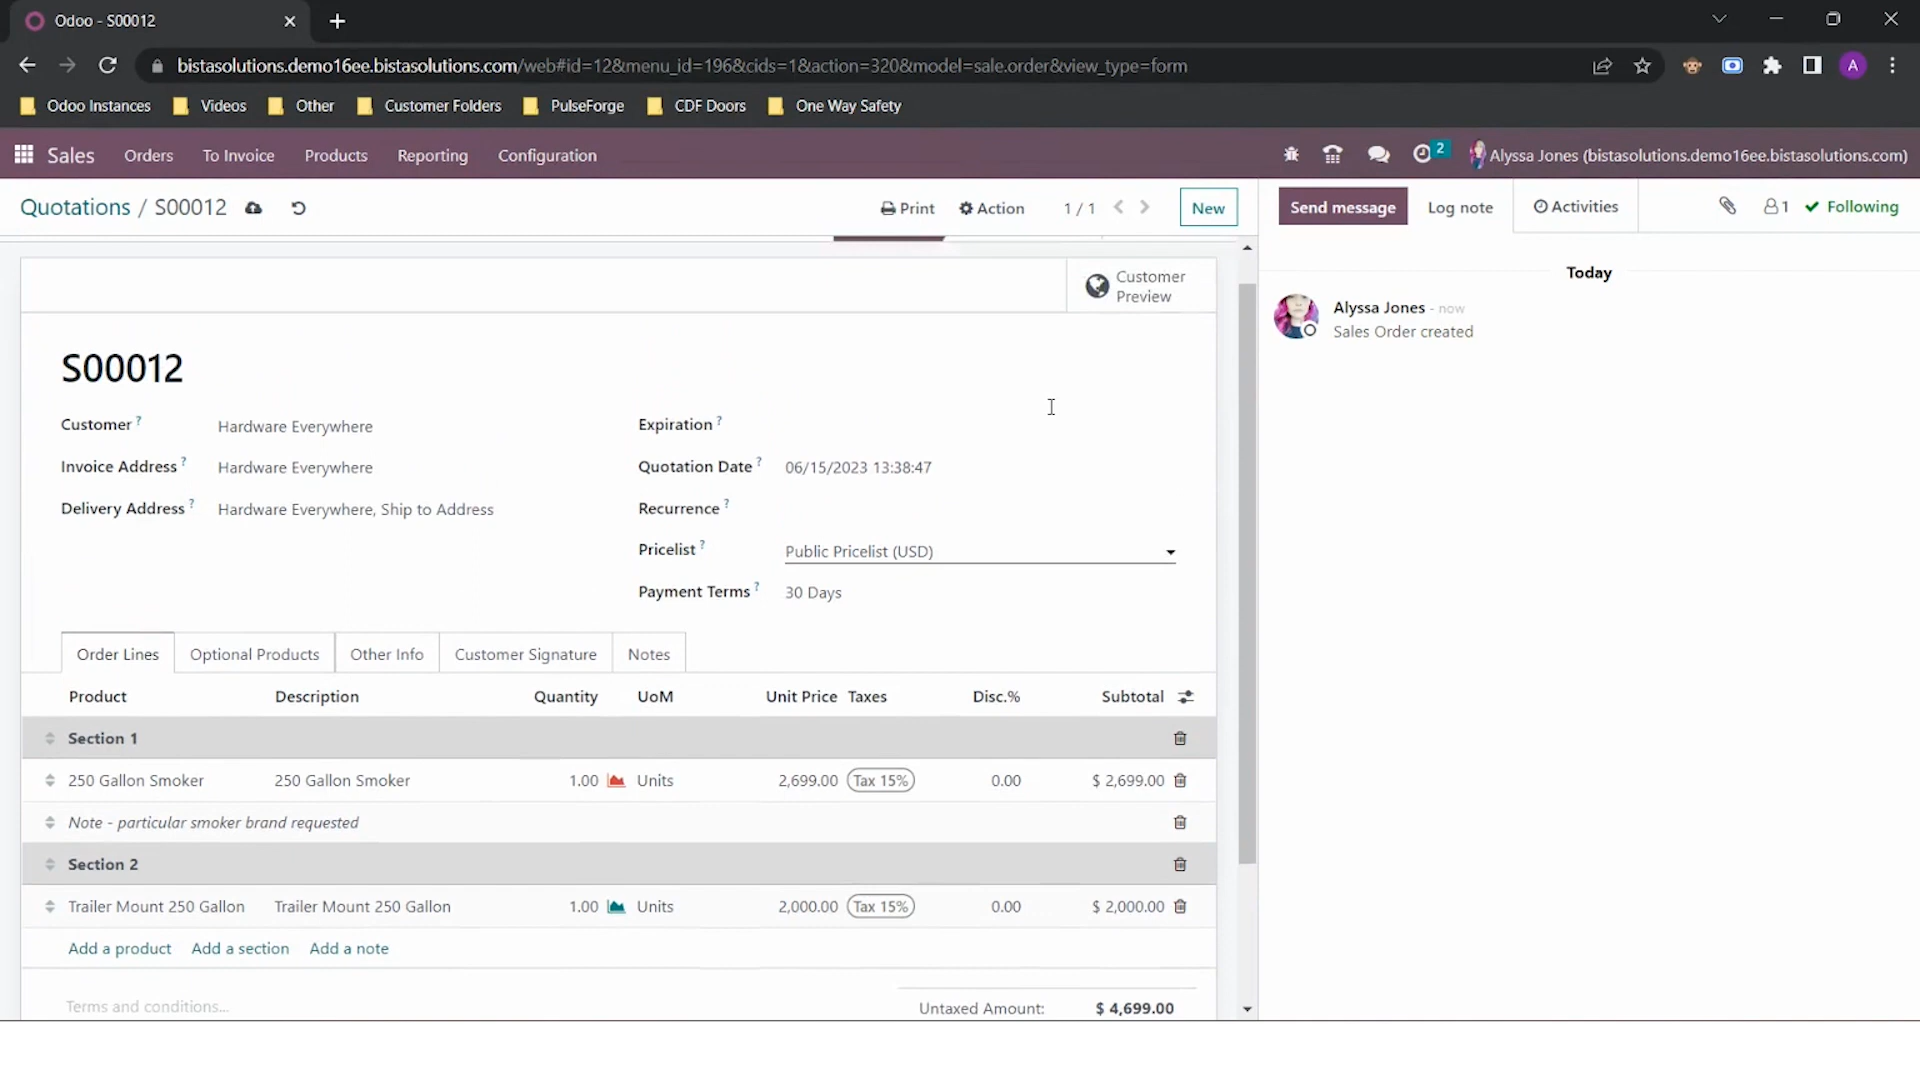 Odoo - S00012
bistasolutions.demo16ee.bistasolutions.com/web#id=12&menu_id=196&cids=1&action=320&model=sale.order&view_type=form
A
Odoo Instances Videos Other Customer Folders PulseForge CDF Doors One Way Safety
Sales Orders To Invoice Products Reporting Configuration 2 Alyssa Jones (bistasolutions.demo16ee.bistasolutions.com)
Quotations / S00012 Print Action 1 / 1 New Send message Log note Activities 1 Following
Customer Preview
Today
Alyssa Jones - now
Sales Order created
S00012
Customer ? Hardware Everywhere Expiration ?
Invoice Address ? Hardware Everywhere Quotation Date ? 06/15/2023 13:38:47
Delivery Address ? Hardware Everywhere, Ship to Address Recurrence ?
Pricelist ? Public Pricelist (USD)
Payment Terms ? 30 Days
Order Lines Optional Products Other Info Customer Signature Notes
Product Description Quantity UoM Unit Price Taxes Disc.% Subtotal
Section 1
250 Gallon Smoker 250 Gallon Smoker 1.00 Units 2,699.00 Tax 15% 0.00 $ 2,699.00
Note - particular smoker brand requested
Section 2
Trailer Mount 250 Gallon Trailer Mount 250 Gallon 1.00 Units 2,000.00 Tax 15% 0.00 $ 2,000.00
Add a product Add a section Add a note
Terms and conditions... Untaxed Amount: $ 4,699.00